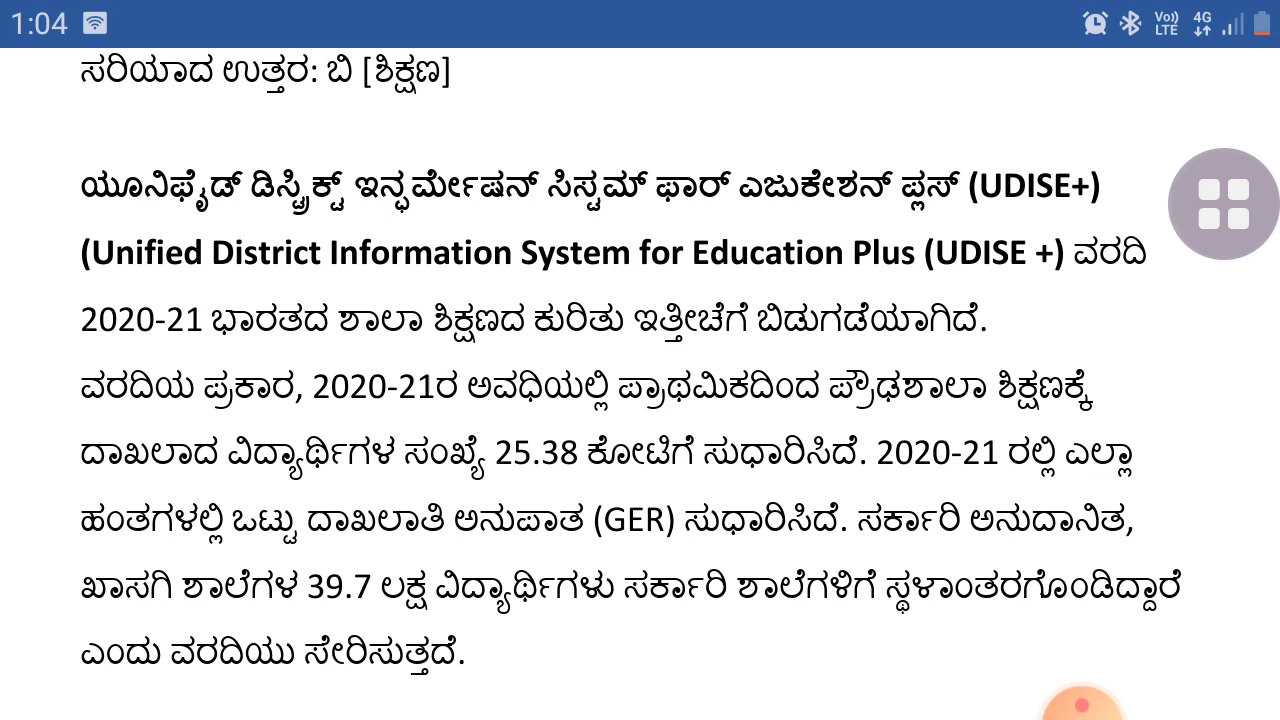 1:04 Vo)) LTE 4G
ಸರಿಯಾದ ಉತ್ತರ: ಬಿ [ಶಿಕ್ಷಣ]
ಯೂನಿಫೈಡ್ ಡಿಸ್ಟ್ರಿಕ್ಟ್ ಇನ್ಫರ್ಮೇಷನ್ ಸಿಸ್ಟಮ್ ಫಾರ್ ಎಜುಕೇಶನ್ ಪ್ಲಸ್ (UDISE+)
(Unified District Information System for Education Plus (UDISE +) ವರದಿ
2020-21 ಭಾರತದ ಶಾಲಾ ಶಿಕ್ಷಣದ ಕುರಿತು ಇತ್ತೀಚೆಗೆ ಬಿಡುಗಡೆಯಾಗಿದೆ.
ವರದಿಯ ಪ್ರಕಾರ, 2020-21ರ ಅವಧಿಯಲ್ಲಿ ಪ್ರಾಥಮಿಕದಿಂದ ಪ್ರೌಢಶಾಲಾ ಶಿಕ್ಷಣಕ್ಕೆ
ದಾಖಲಾದ ವಿದ್ಯಾರ್ಥಿಗಳ ಸಂಖ್ಯೆ 25.38 ಕೋಟಿಗೆ ಸುಧಾರಿಸಿದೆ. 2020-21 ರಲ್ಲಿ ಎಲ್ಲಾ
ಹಂತಗಳಲ್ಲಿ ಒಟ್ಟು ದಾಖಲಾತಿ ಅನುಪಾತ (GER) ಸುಧಾರಿಸಿದೆ. ಸರ್ಕಾರಿ ಅನುದಾನಿತ,
ಖಾಸಗಿ ಶಾಲೆಗಳ 39.7 ಲಕ್ಷ ವಿದ್ಯಾರ್ಥಿಗಳು ಸರ್ಕಾರಿ ಶಾಲೆಗಳಿಗೆ ಸ್ಥಳಾಂತರಗೊಂಡಿದ್ದಾರೆ
ಎಂದು ವರದಿಯು ಸೇರಿಸುತ್ತದೆ.